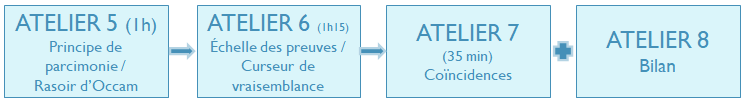 ATELIER 5 (1h)
Principe de
parcimonie /
Rasoir d'Occam
ATELIER 6 (1h15)
Échelle des preuves /
Curseur de
vraisemblance
ATELIER 7
(35 min)
Coïncidences
ATELIER 8
Bilan